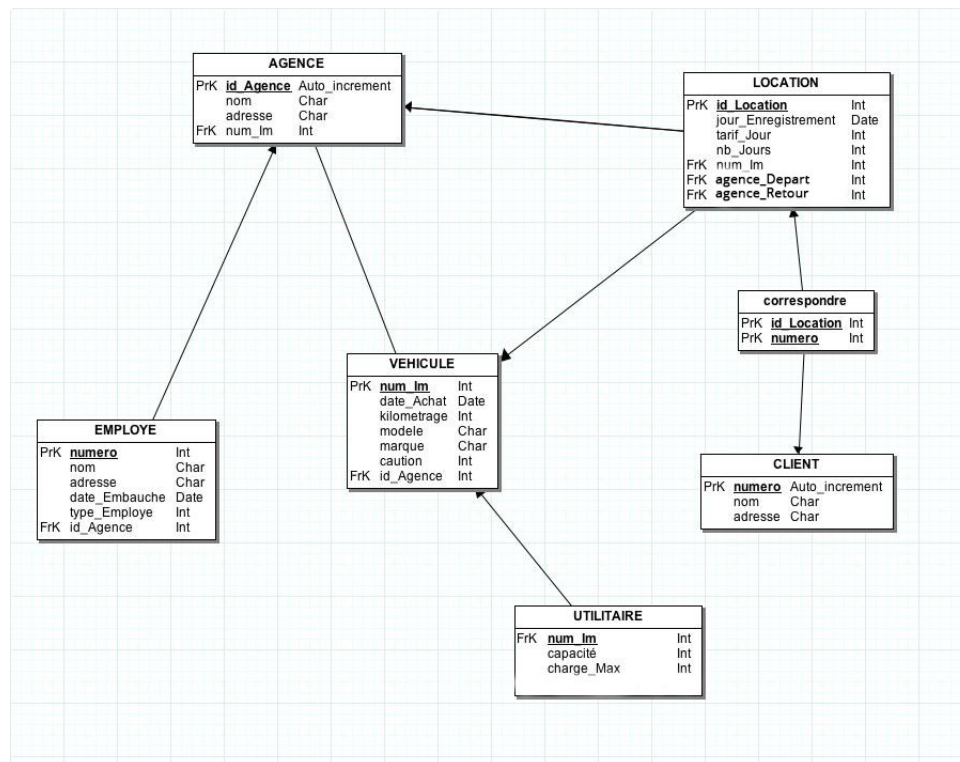 AGENCE
PrK id_Agence Auto_increment
nom Char
adresse Char
FrK num_Im Int
LOCATION
PrK id_Location Int
jour_Enregistrement Date
tarif_Jour Int
nb_Jours Int
FrK num_Im Int
FrK agence_Depart Int
FrK agence_Retour Int
correspondre
PrK id_Location Int
PrK numero Int
VEHICULE
PrK num_Im Int
date_Achat Date
kilometrage Int
modele Char
marque Char
caution Int
FrK id_Agence Int
EMPLOYE
PrK numero Int
nom Char
adresse Char
date_Embauche Date
type_Employe Int
FrK id_Agence Int
CLIENT
PrK numero Auto_increment
nom Char
adresse Char
UTILITAIRE
FrK num_Im Int
capacité Int
charge_Max Int